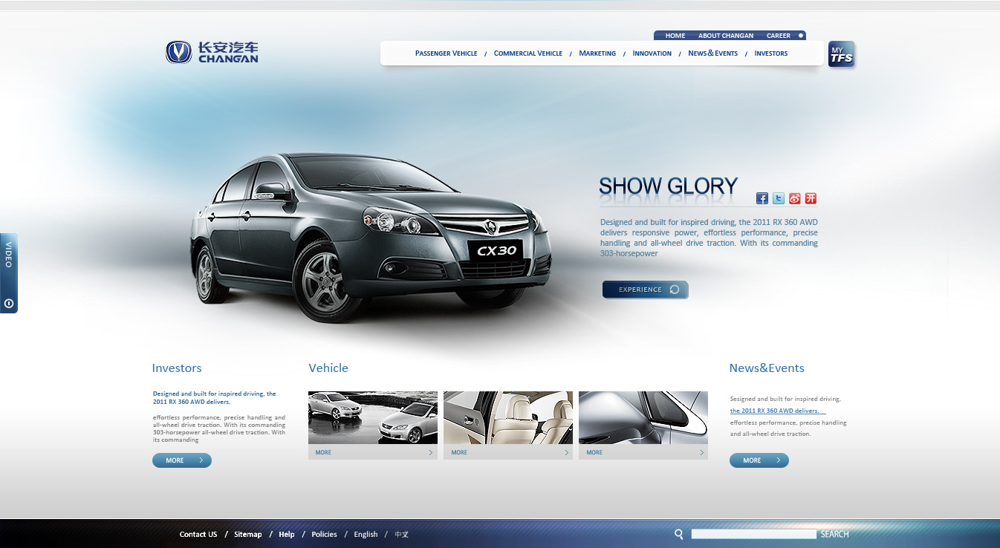 HOME ABOUT CHANGAN CAREER
长安汽车
CHANGAN
PASSENGER VEHICLE / COMMERCIAL VEHICLE / MARKETING / INNOVATION / NEWS&EVENTS / INVESTORS
MY
TFS
SHOW GLORY
f t 开
Designed and built for inspired driving, the 2011 RX 360 AWD
delivers responsive power, effortless performance, precise
handling and all-wheel drive traction. With its commanding
303-horsepower
VIDEO
CX30
EXPERIENCE
Investors
Designed and built for inspired driving, the
2011 RX 360 AWD delivers.
effortless performance, precise handling and
all-wheel drive traction. With its commanding
303-horsepower all-wheel drive traction. With
its commanding
MORE
Vehicle
MORE
MORE
MORE
News&Events
Sesigned and built for inspired driving,
the 2011 RX 360 AWD delivers.
effortless performance, precise handling
and all-wheel drive traction.
MORE
Contact US / Sitemap / Help / Policies / English / 中文
SEARCH